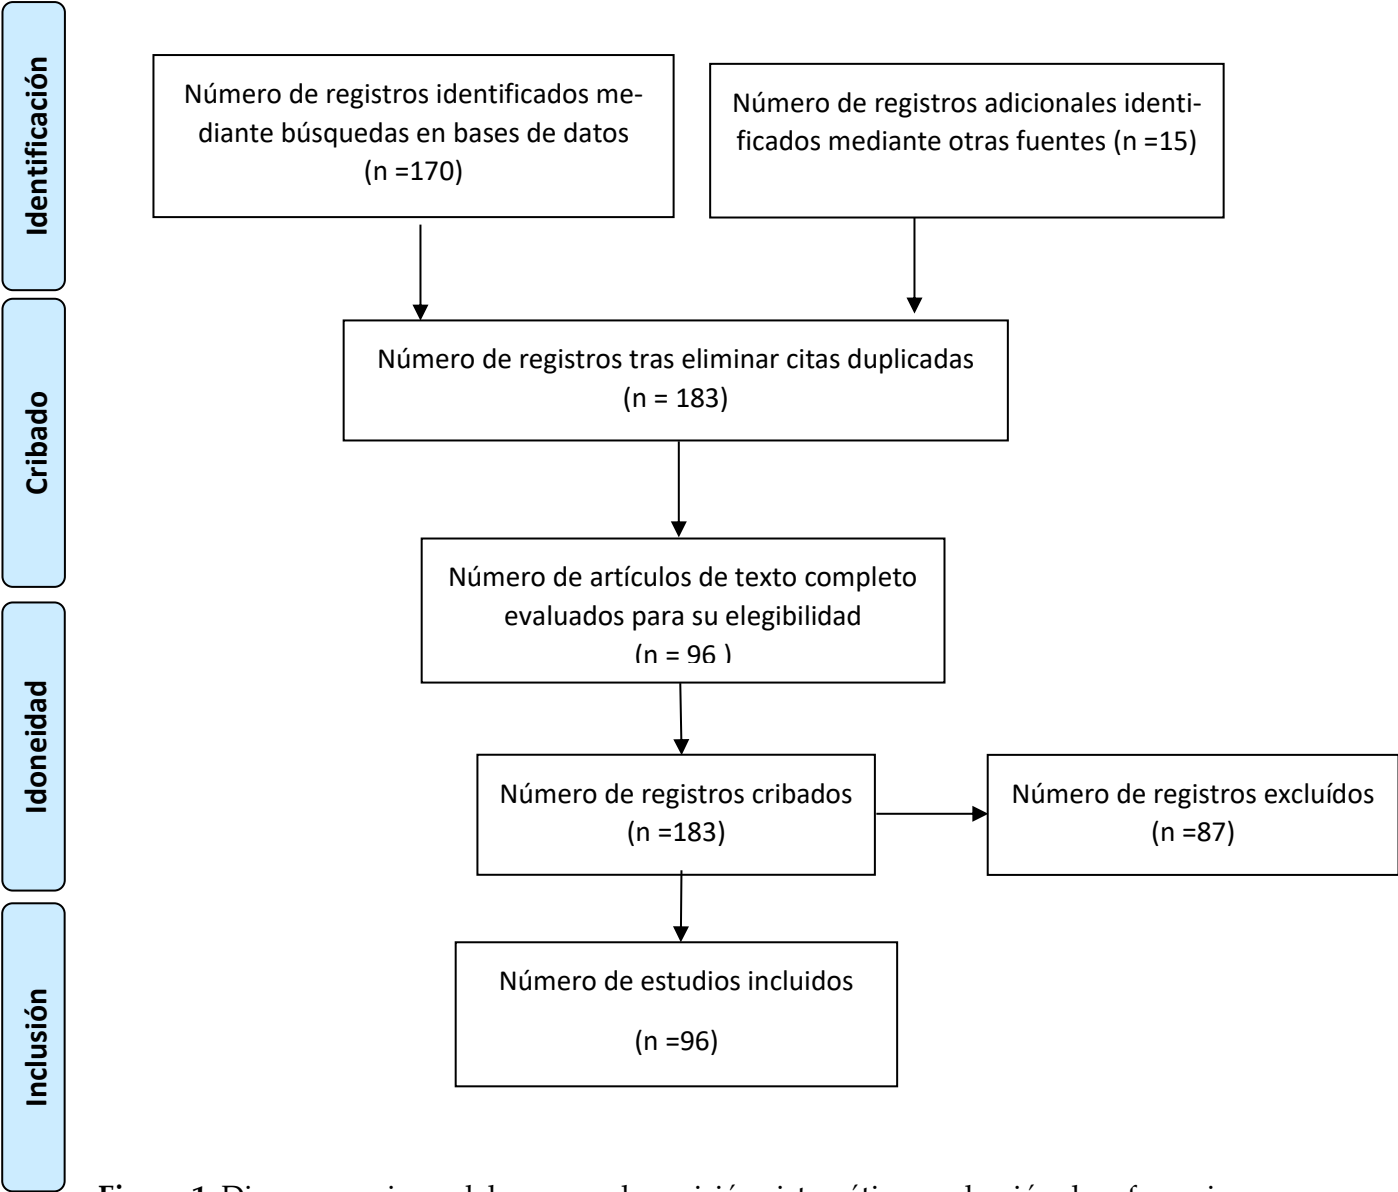 Identificación
Número de registros identificados me-
diante búsquedas en bases de datos
(n =170)
Número de registros adicionales identi-
ficados mediante otras fuentes (n =15)
Cribado
Número de registros tras eliminar citas duplicadas
(n = 183)
Número de artículos de texto completo
evaluados para su elegibilidad
(n = 96 )
Idoneidad
Número de registros cribados
(n =183)
Número de registros excluídos
(n =87)
Inclusión
Número de estudios incluidos
(n =96)